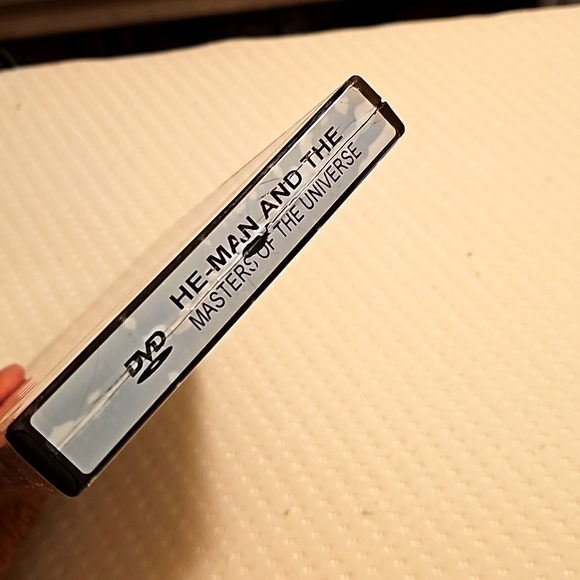 HE-MAN AND THE
MASTERS OF THE UNIVERSE
DVD